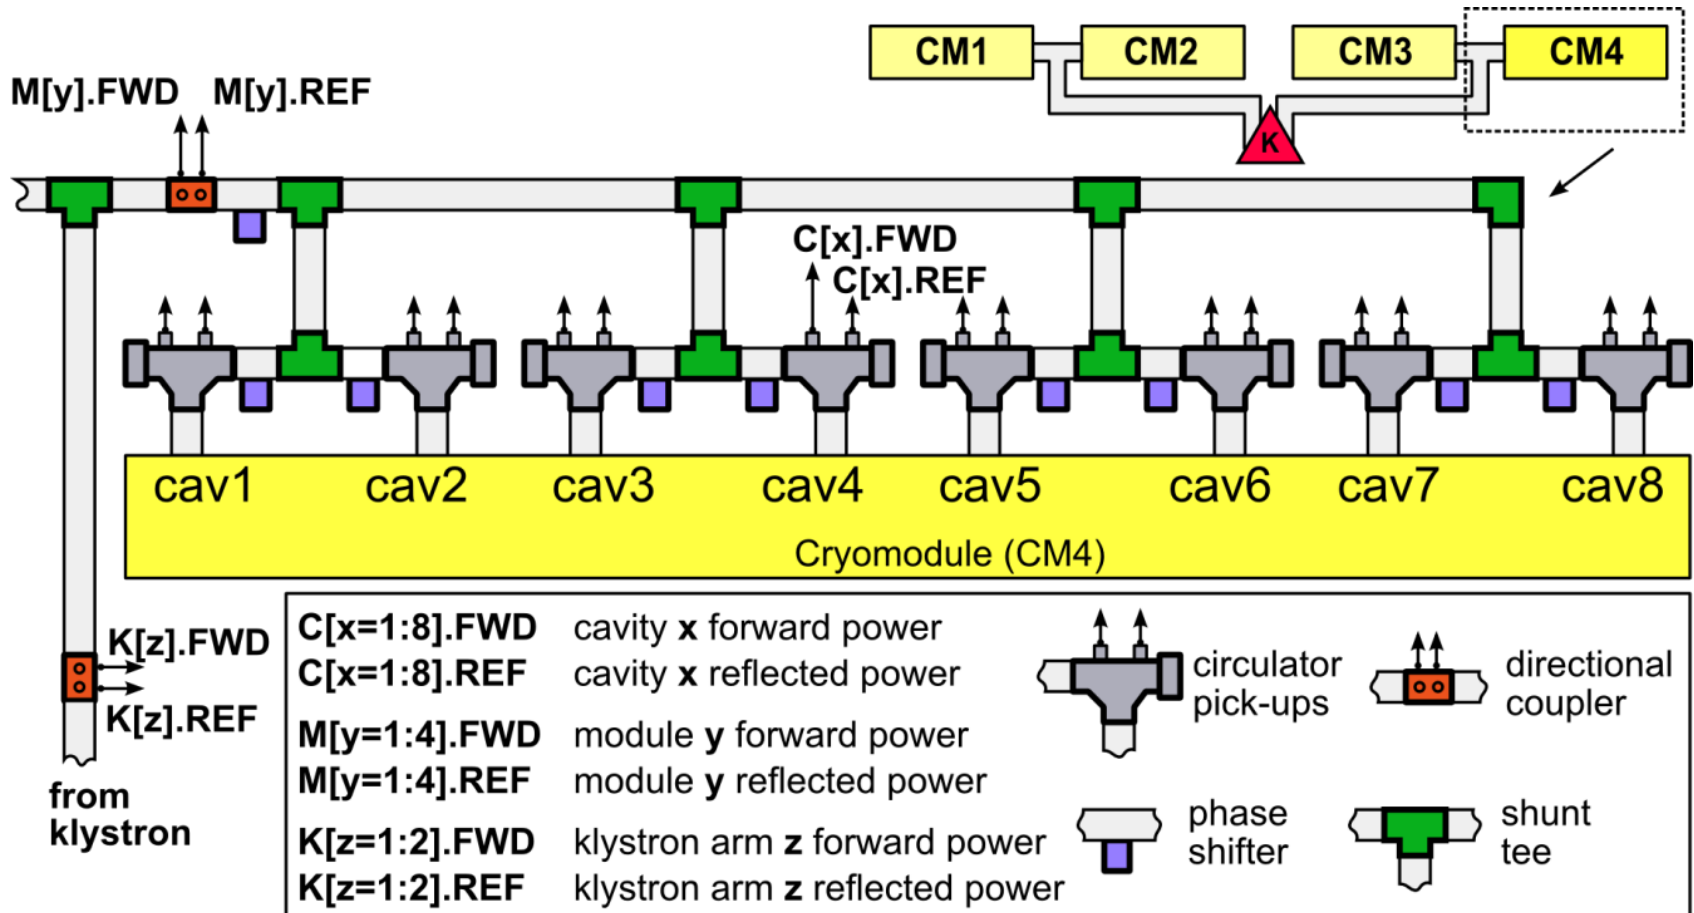 CM1
CM2
CM3
CM4
K
M[y].FWD
M[y].REF
C[x].FWD
C[x].REF
cav1
cav2
cav3
cav4
cav5
cav6
cav7
cav8
Cryomodule (CM4)
K[z].FWD
K[z].REF
from
klystron
C[x=1:8].FWD cavity x forward power
C[x=1:8].REF cavity x reflected power
M[y=1:4].FWD module y forward power
M[y=1:4].REF module y reflected power
K[z=1:2].FWD klystron arm z forward power
K[z=1:2].REF klystron arm z reflected power
circulator
pick-ups
directional
coupler
phase
shifter
shunt
tee